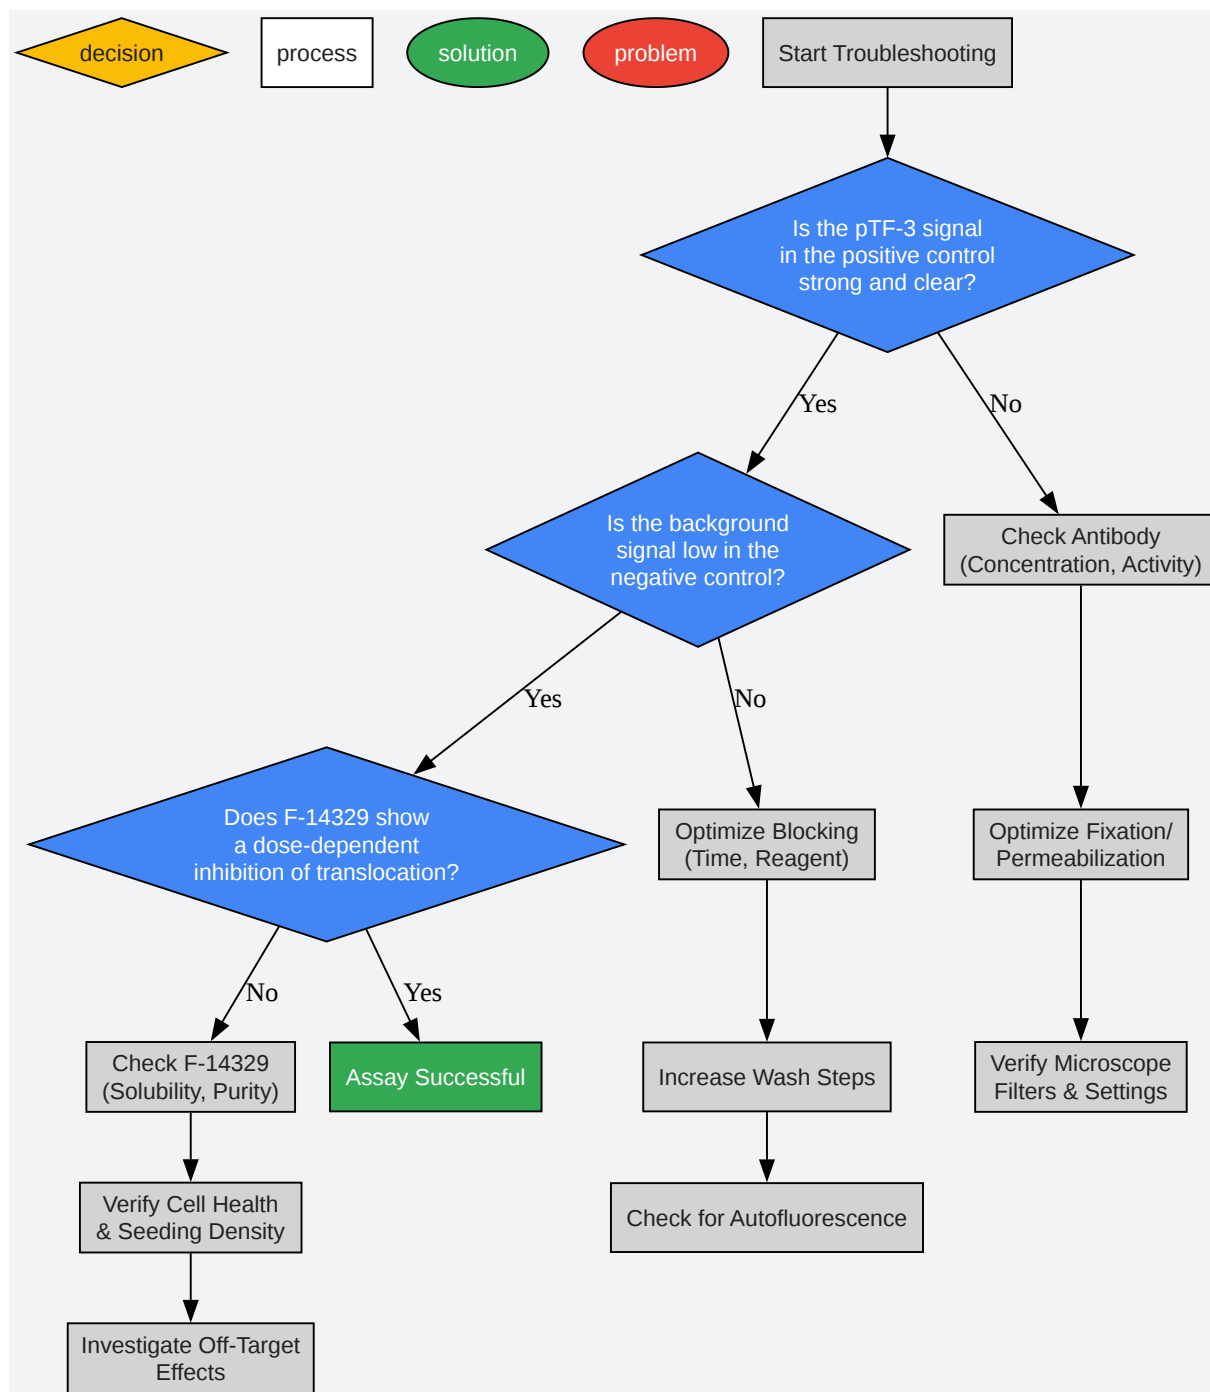 decision
process
solution
problem
Start Troubleshooting
Is the pTF-3 signal
in the positive control
strong and clear?
Yes
No
Is the background
signal low in the
negative control?
Check Antibody
(Concentration, Activity)
Yes
No
Does F-14329 show
a dose-dependent
inhibition of translocation?
Optimize Blocking
(Time, Reagent)
Optimize Fixation/
Permeabilization
No
Yes
Check F-14329
(Solubility, Purity)
Assay Successful
Increase Wash Steps
Verify Microscope
Filters & Settings
Verify Cell Health
& Seeding Density
Check for Autofluorescence
Investigate Off-Target
Effects